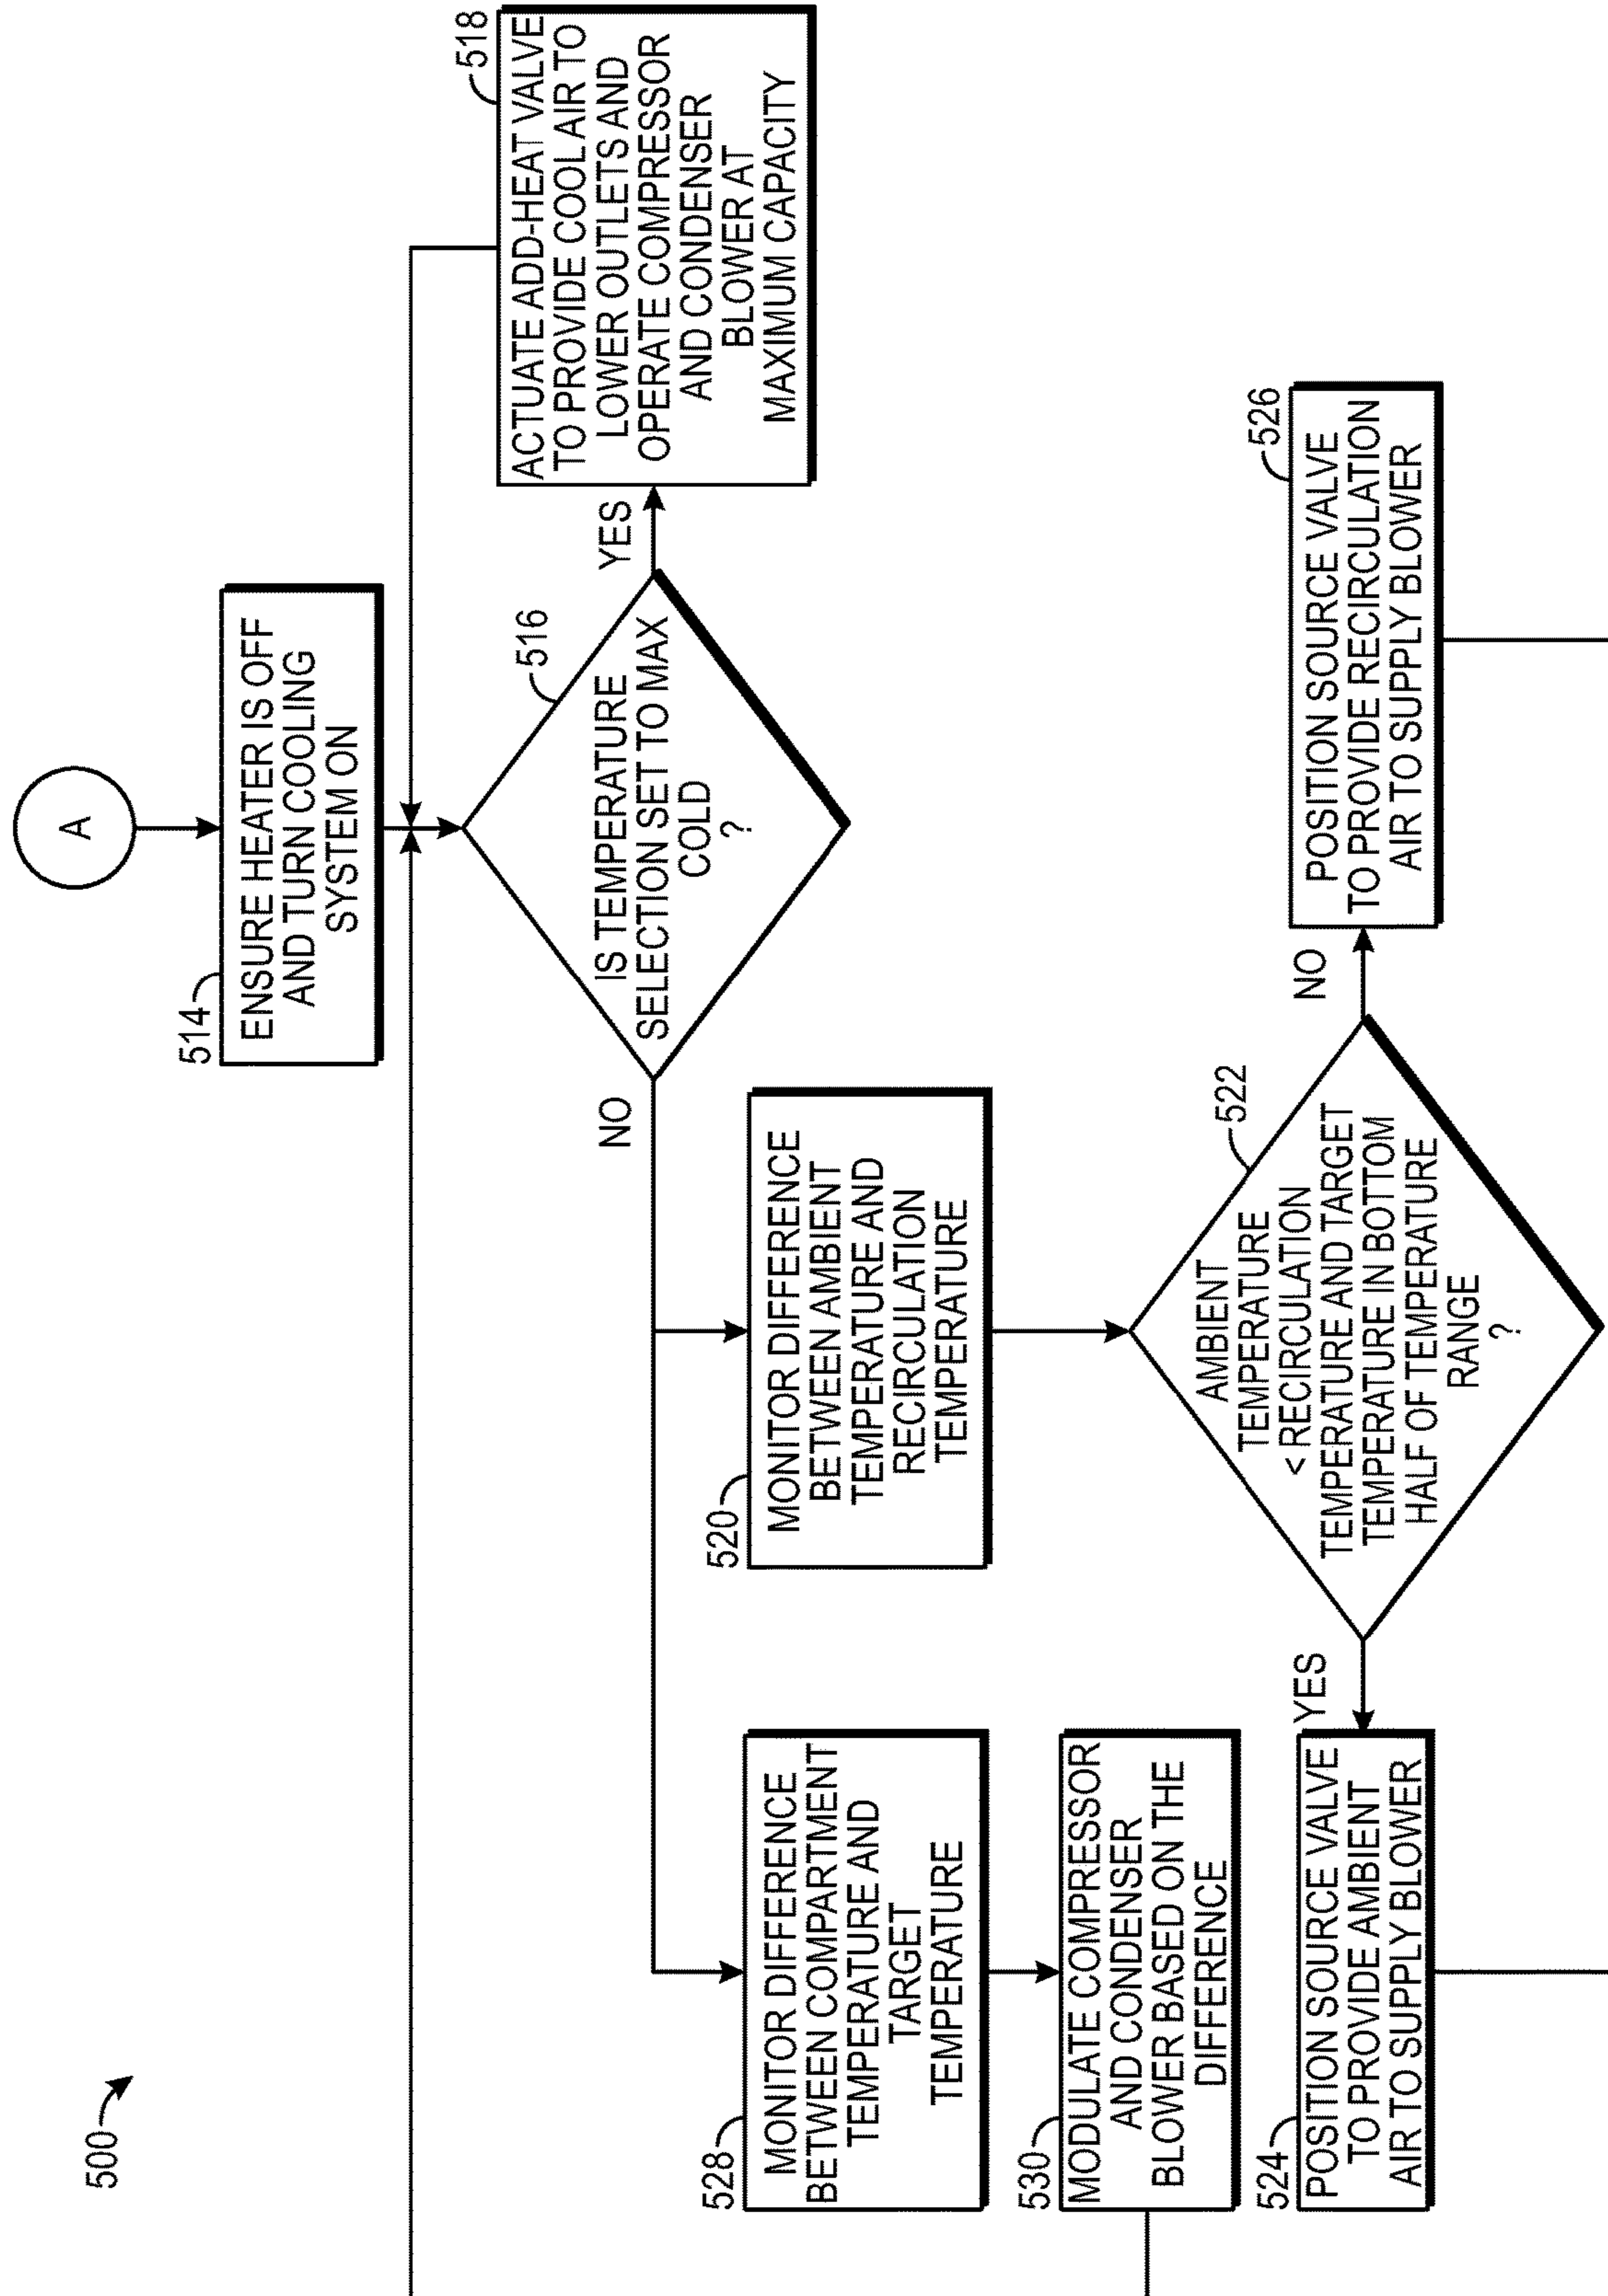 500
A
514
ENSURE HEATER IS OFF
AND TURN COOLING
SYSTEM ON
516
IS TEMPERATURE
SELECTION SET TO MAX
COLD
?
YES
NO
518
ACTUATE ADD-HEAT VALVE
TO PROVIDE COOL AIR TO
LOWER OUTLETS AND
OPERATE COMPRESSOR
AND CONDENSER
BLOWER AT
MAXIMUM CAPACITY
528
MONITOR DIFFERENCE
BETWEEN COMPARTMENT
TEMPERATURE AND
TARGET
TEMPERATURE
520
MONITOR DIFFERENCE
BETWEEN AMBIENT
TEMPERATURE AND
RECIRCULATION
TEMPERATURE
530
MODULATE COMPRESSOR
AND CONDENSER
BLOWER BASED ON THE
DIFFERENCE
522
AMBIENT
TEMPERATURE
< RECIRCULATION
TEMPERATURE AND TARGET
TEMPERATURE IN BOTTOM
HALF OF TEMPERATURE
RANGE
?
YES
NO
524
POSITION SOURCE VALVE
TO PROVIDE AMBIENT
AIR TO SUPPLY BLOWER
526
POSITION SOURCE VALVE
TO PROVIDE RECIRCULATION
AIR TO SUPPLY BLOWER